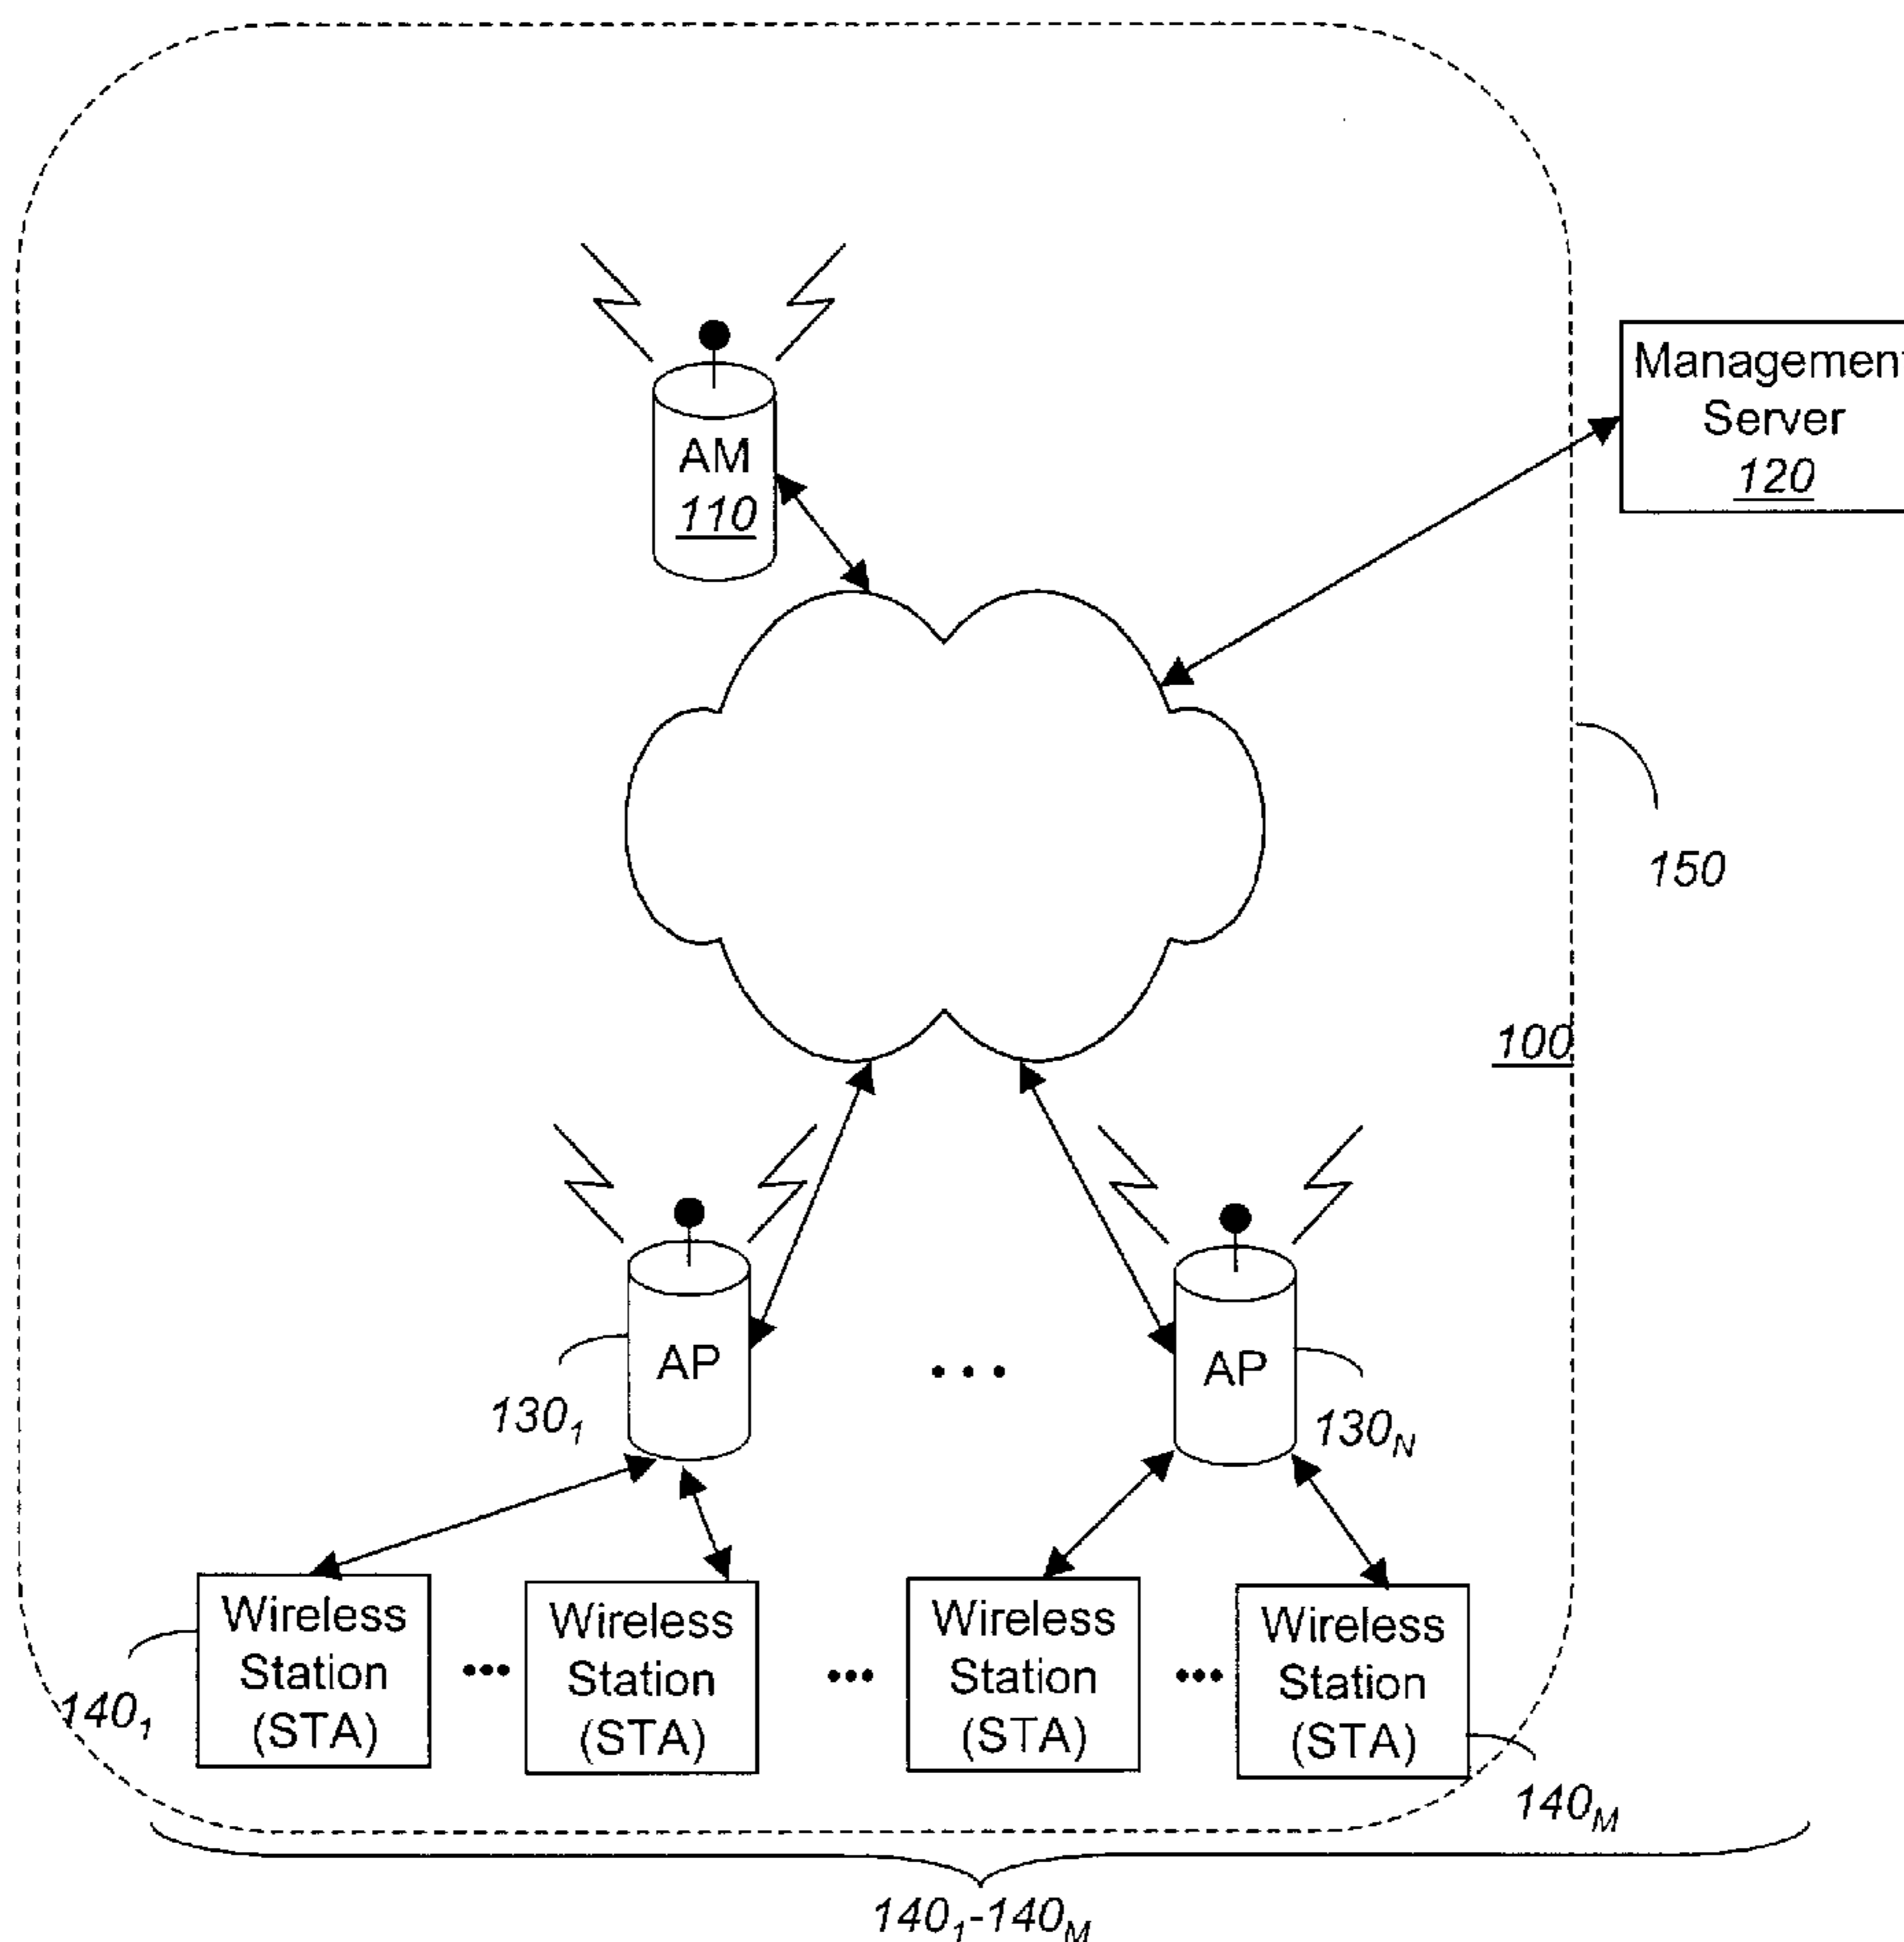 AM
110
Management
Server
120
150
100
AP
AP
130₁
130N
Wireless
Station
(STA)
Wireless
Station
(STA)
Wireless
Station
(STA)
Wireless
Station
(STA)
140₁
140M
140₁-140M